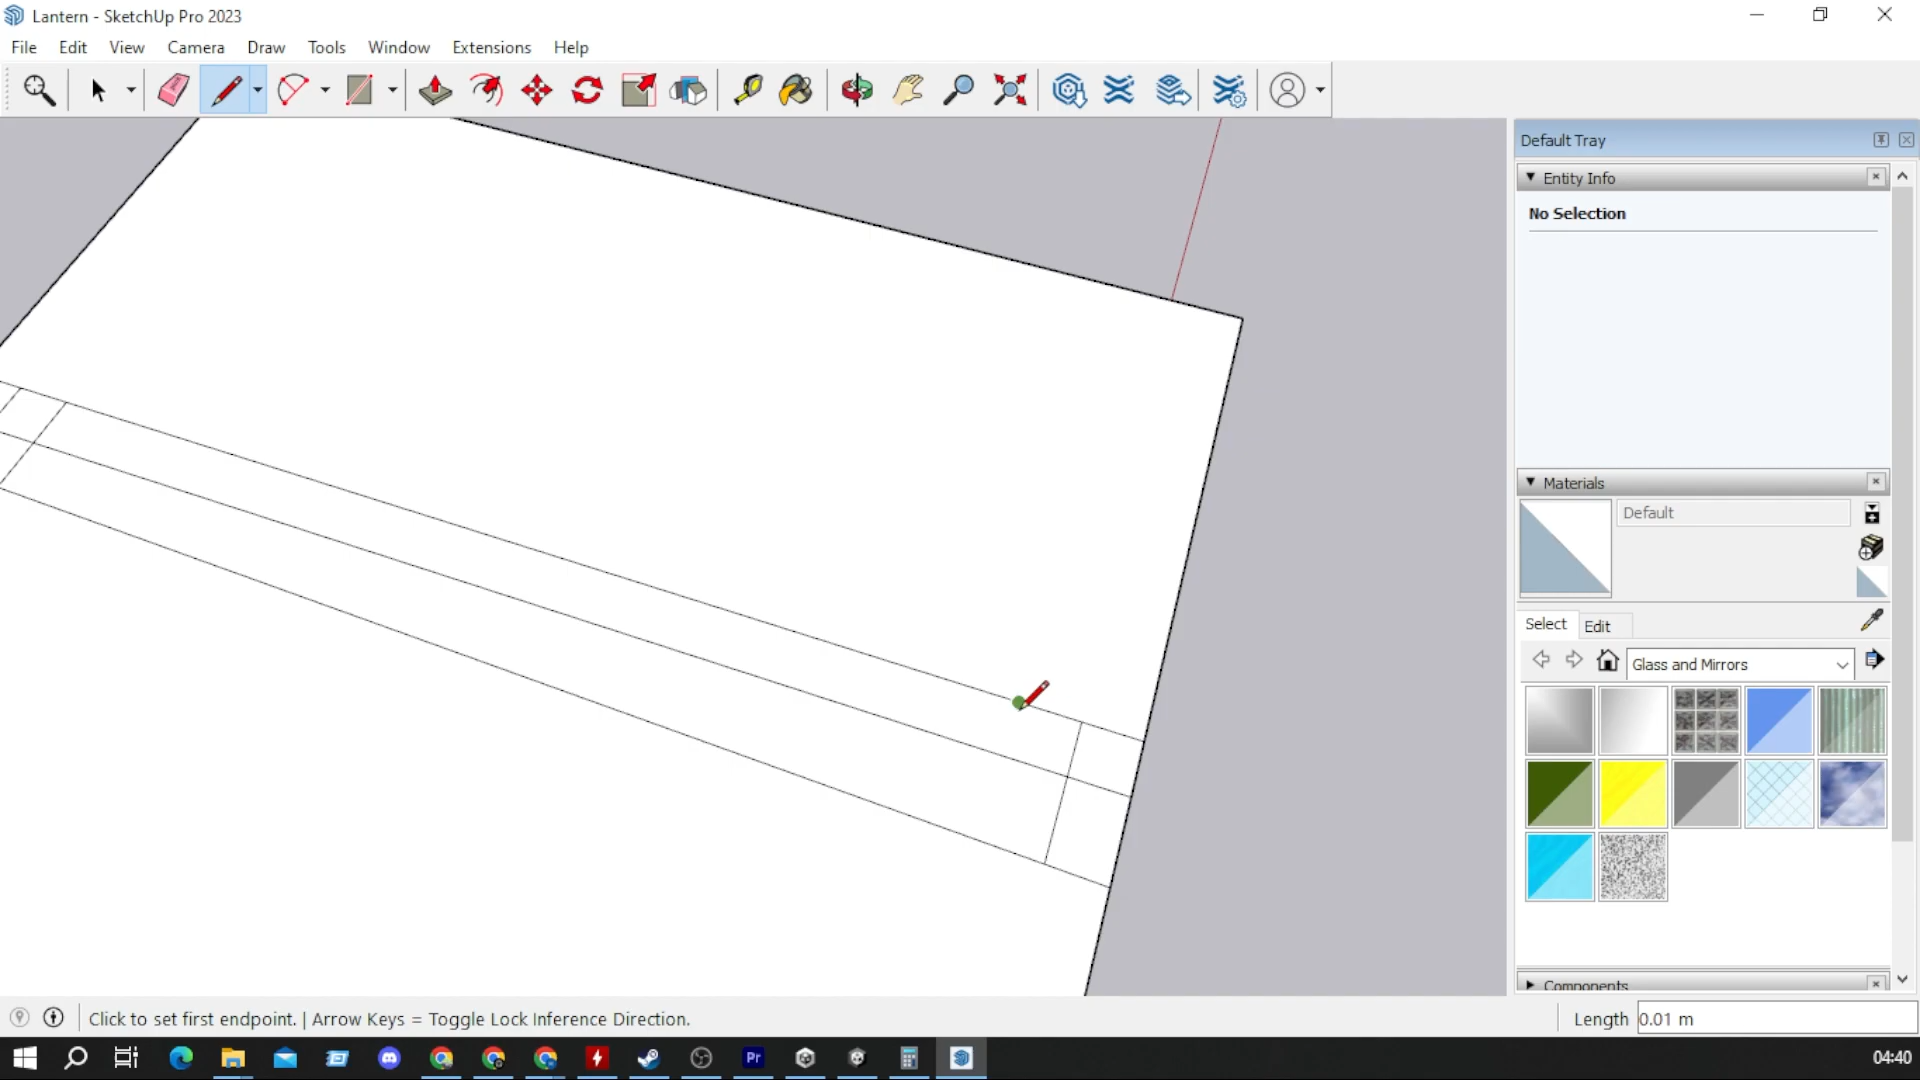 Lantern - SketchUp Pro 2023
File Edit View Camera Draw Tools Window Extensions Help
Default Tray
Entity Info
No Selection
Materials
Default
Select Edit
Glass and Mirrors
Components
Click to set first endpoint. | Arrow Keys = Toggle Lock Inference Direction.
Length 0.01 m
Pr
04:40